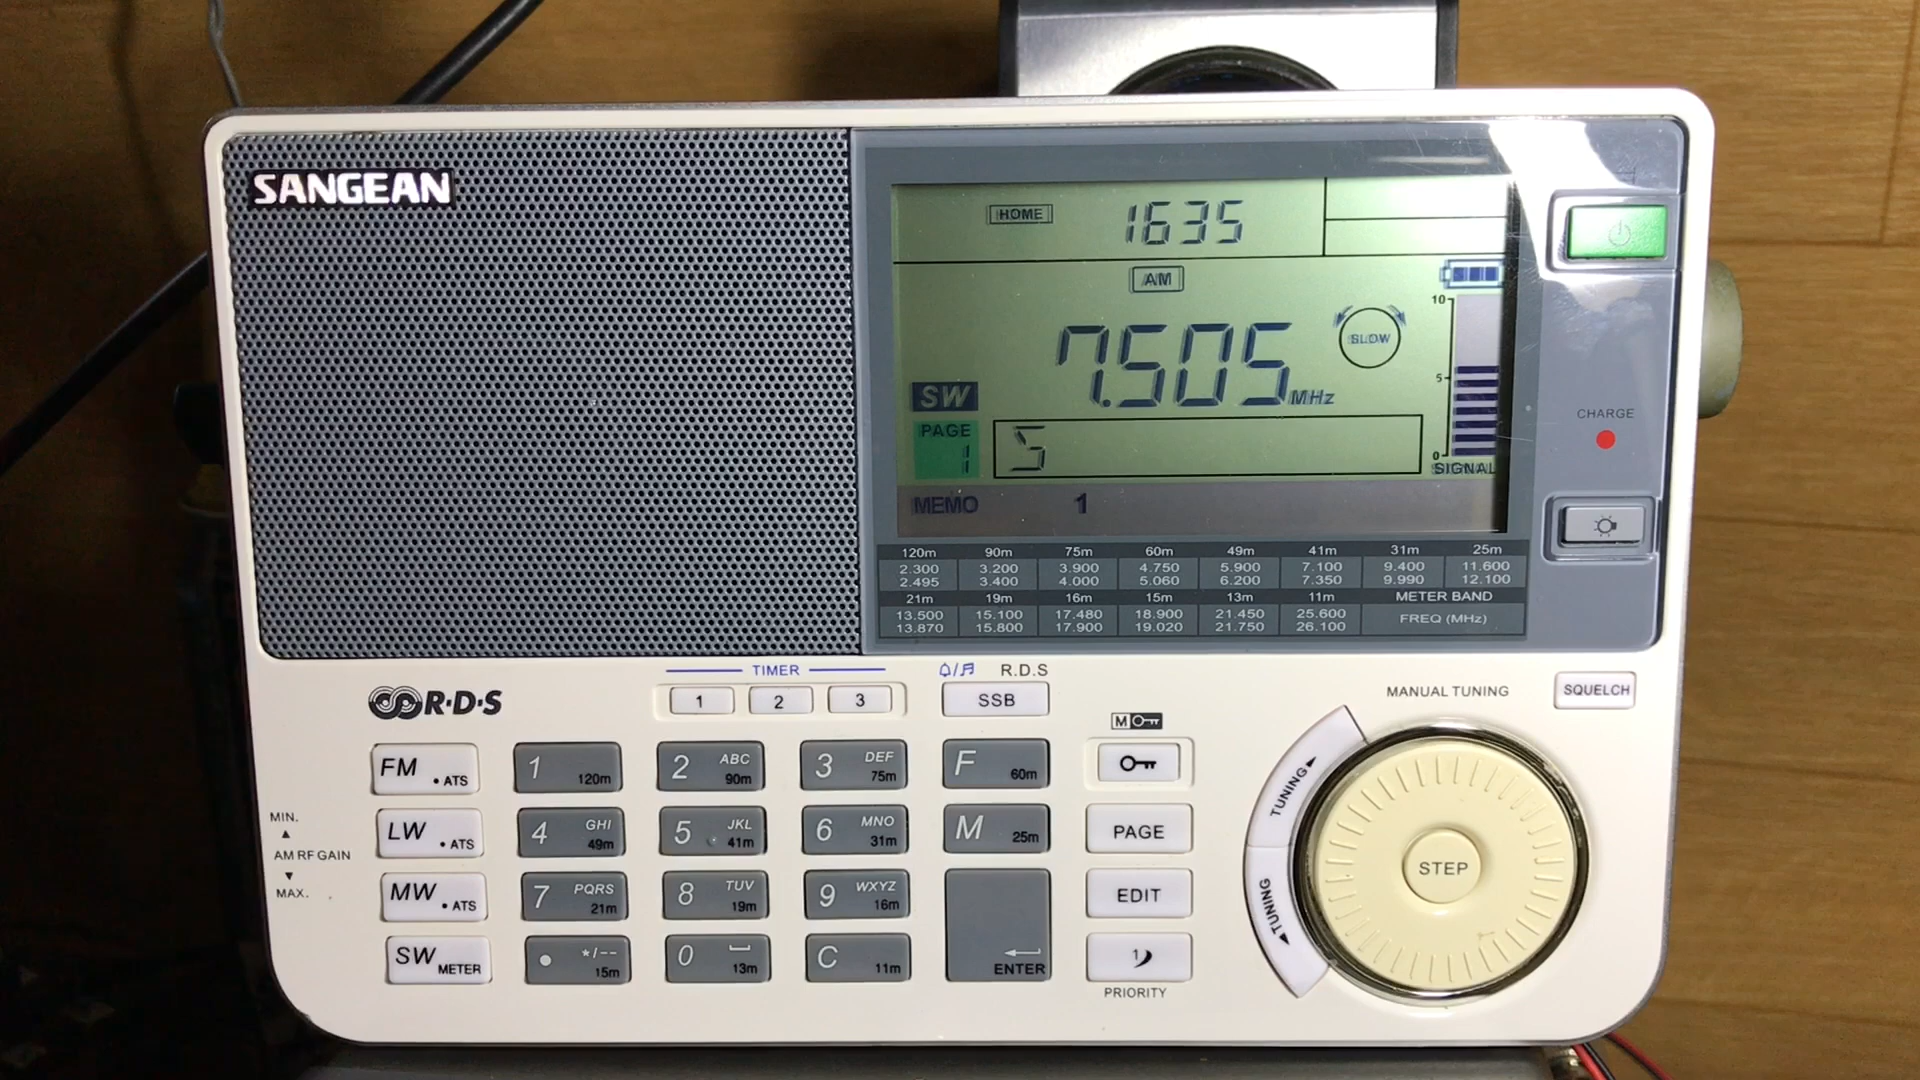 SANGEAN
HOME 1635
AM
7.505 MHz
SLOW
SW
PAGE
1
5
MEMO 1
10
5
0
SIGNAL
CHARGE
120m 90m 75m 60m 49m 41m 31m 25m
2.300 3.200 3.900 4.750 5.900 7.100 9.400 11.600
2.495 3.400 4.000 5.060 6.200 7.350 9.990 12.100
21m 19m 16m 15m 13m 11m METER BAND
13.500 15.100 17.480 18.900 21.450 25.600 FREQ (MHz)
13.870 15.800 17.900 19.020 21.750 26.100
R·D·S
TIMER
1 2 3
R.D.S
SSB
MANUAL TUNING
SQUELCH
M
FM • ATS
1 120m
2 ABC 90m
3 DEF 75m
F 60m
TUNING
MIN.
AM RF GAIN
MAX.
LW • ATS
4 GHI 49m
5 JKL 41m
6 MNO 31m
M 25m
PAGE
STEP
MW • ATS
7 PQRS 21m
8 TUV 19m
9 WXYZ 16m
EDIT
TUNING
SW METER
• */-- 15m
0 13m
C 11m
ENTER
1
PRIORITY